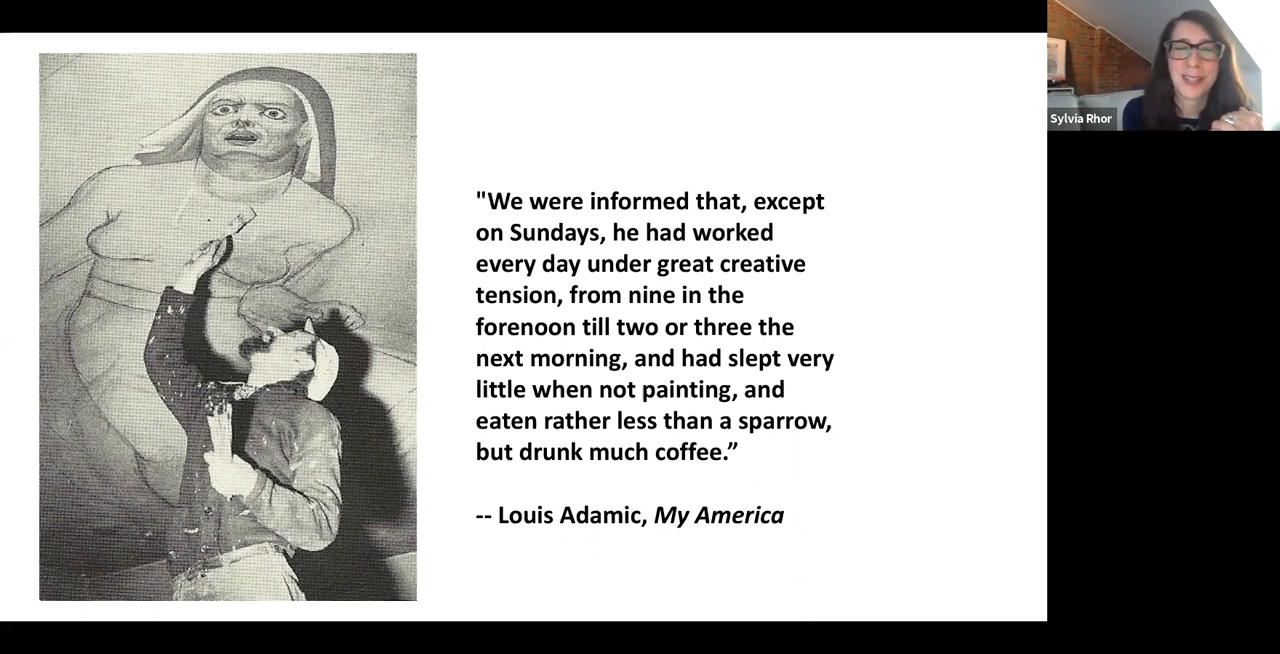 "We were informed that, except
on Sundays, he had worked
every day under great creative
tension, from nine in the
forenoon till two or three the
next morning, and had slept very
little when not painting, and
eaten rather less than a sparrow,
but drunk much coffee.”
-- Louis Adamic, My America
Sylvia Rhor